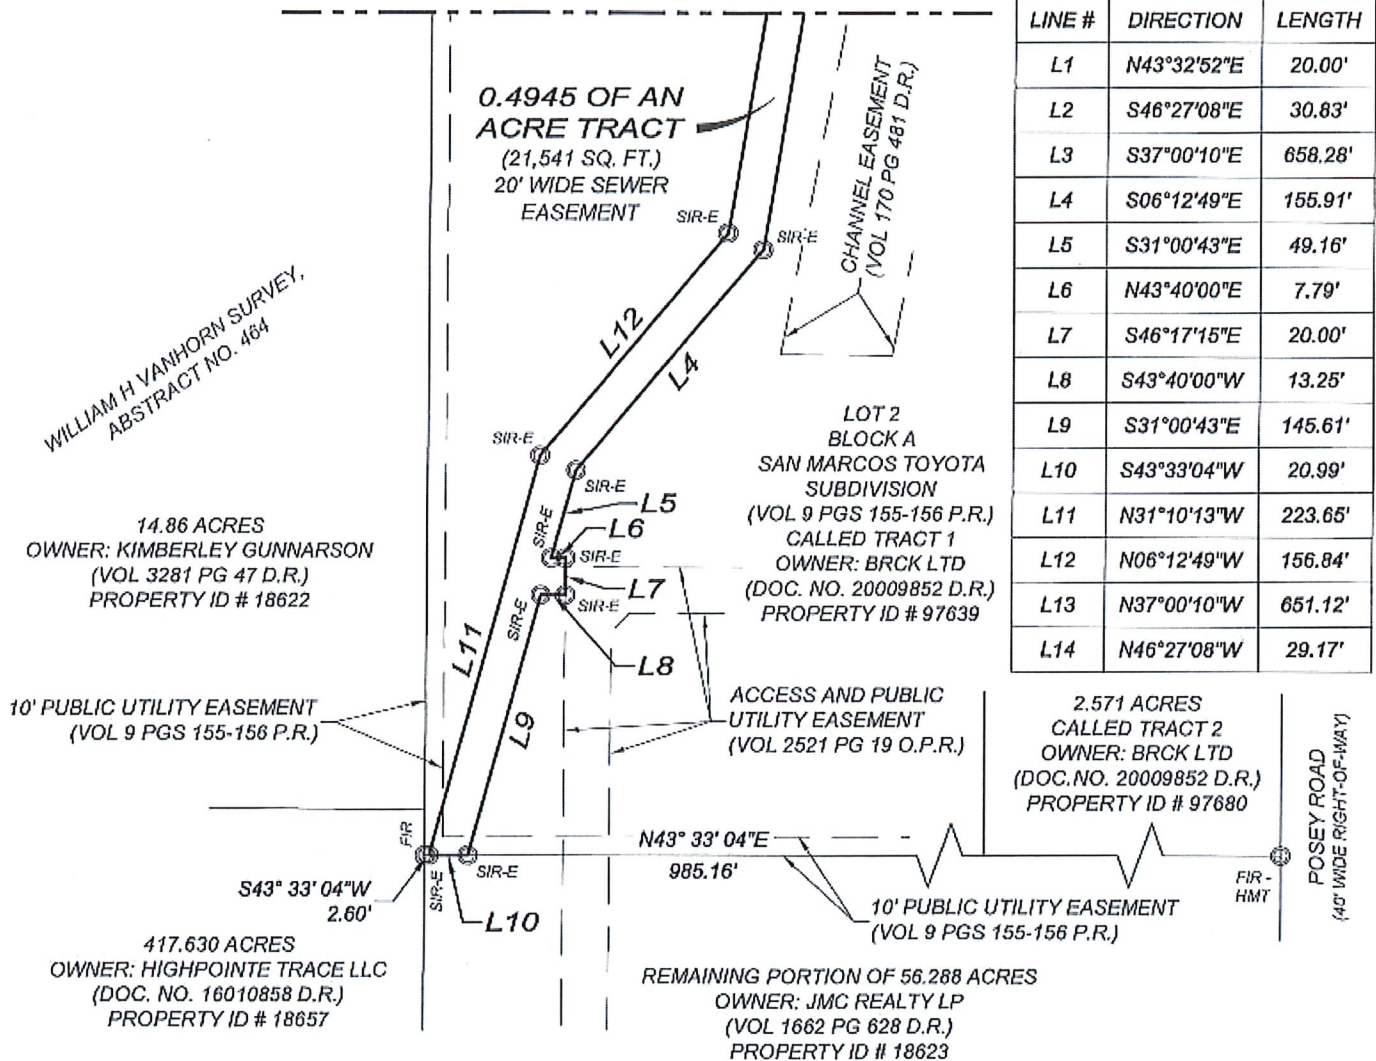 LINE # DIRECTION LENGTH
L1 N43°32'52"E 20.00'
L2 S46°27'08"E 30.83'
L3 S37°00'10"E 658.28'
L4 S06°12'49"E 155.91'
L5 S31°00'43"E 49.16'
L6 N43°40'00"E 7.79'
L7 S46°17'15"E 20.00'
L8 S43°40'00"W 13.25'
L9 S31°00'43"E 145.61'
L10 S43°33'04"W 20.99'
L11 N31°10'13"W 223.65'
L12 N06°12'49"W 156.84'
L13 N37°00'10"W 651.12'
L14 N46°27'08"W 29.17'
0.4945 OF AN
ACRE TRACT
(21,541 SQ. FT.)
20' WIDE SEWER
EASEMENT
CHANNEL EASEMENT
(VOL 170 PG 481 D.R.)
SIR-E
SIR-E
L12
L4
WILLIAM H VANHORN SURVEY,
ABSTRACT NO. 464
SIR-E
SIR-E
LOT 2
BLOCK A
SAN MARCOS TOYOTA
SUBDIVISION
(VOL 9 PGS 155-156 P.R.)
CALLED TRACT 1
OWNER: BRCK LTD
(DOC. NO. 20009852 D.R.)
PROPERTY ID # 97639
14.86 ACRES
OWNER: KIMBERLEY GUNNARSON
(VOL 3281 PG 47 D.R.)
PROPERTY ID # 18622
L5
L6
SIR-E
SIR-E
L7
SIR-E
SIR-E
L8
L11
L9
10' PUBLIC UTILITY EASEMENT
(VOL 9 PGS 155-156 P.R.)
ACCESS AND PUBLIC
UTILITY EASEMENT
(VOL 2521 PG 19 O.P.R.)
2.571 ACRES
CALLED TRACT 2
OWNER: BRCK LTD
(DOC.NO. 20009852 D.R.)
PROPERTY ID # 97680
POSEY ROAD
(40' WIDE RIGHT-OF-WAY)
FIR
N43° 33' 04"E
985.16'
SIR-E
SIR-E
FIR -
HMT
S43° 33' 04"W
2.60'
L10
10' PUBLIC UTILITY EASEMENT
(VOL 9 PGS 155-156 P.R.)
417.630 ACRES
OWNER: HIGHPOINTE TRACE LLC
(DOC. NO. 16010858 D.R.)
PROPERTY ID # 18657
REMAINING PORTION OF 56.288 ACRES
OWNER: JMC REALTY LP
(VOL 1662 PG 628 D.R.)
PROPERTY ID # 18623